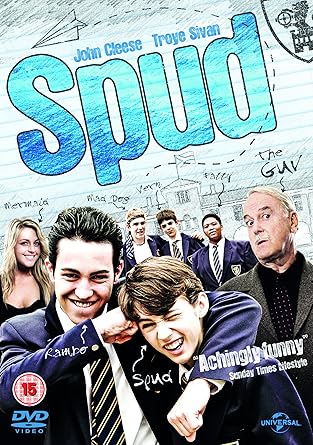 John Cleese Troye Sivan
Spud
THE GUV
Mermaid
Mad Dog
Vern
Fatty
Rambo
Spud
"Achingly funny"
Sunday Times Lifestyle
15
DVD
VIDEO
UNIVERSAL